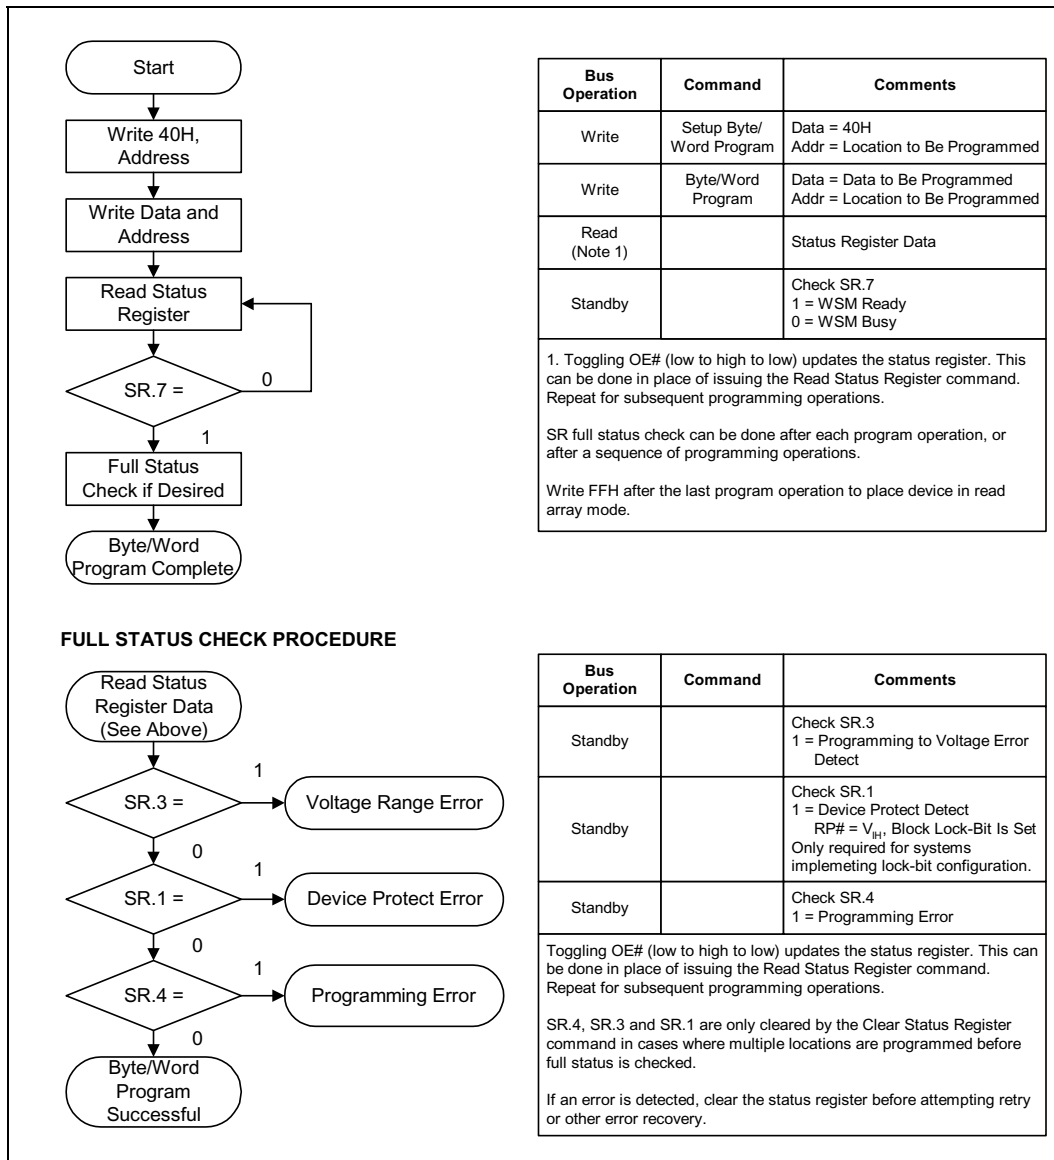 Start
Write 40H,
Address
Write Data and
Address
Read Status
Register
SR.7 =
0
1
Full Status
Check if Desired
Byte/Word
Program Complete
Bus
Operation
Command
Comments
Write
Setup Byte/
Word Program
Data = 40H
Addr = Location to Be Programmed
Write
Byte/Word
Program
Data = Data to Be Programmed
Addr = Location to Be Programmed
Read
(Note 1)
Status Register Data
Standby
Check SR.7
1 = WSM Ready
0 = WSM Busy
1. Toggling OE# (low to high to low) updates the status register. This
can be done in place of issuing the Read Status Register command.
Repeat for subsequent programming operations.
SR full status check can be done after each program operation, or
after a sequence of programming operations.
Write FFH after the last program operation to place device in read
array mode.
FULL STATUS CHECK PROCEDURE
Read Status
Register Data
(See Above)
SR.3 =
1
Voltage Range Error
0
SR.1 =
1
Device Protect Error
0
SR.4 =
1
Programming Error
0
Byte/Word
Program
Successful
Bus
Operation
Command
Comments
Standby
Check SR.3
1 = Programming to Voltage Error
Detect
Standby
Check SR.1
1 = Device Protect Detect
RP# = VIH, Block Lock-Bit Is Set
Only required for systems
implemeting lock-bit configuration.
Standby
Check SR.4
1 = Programming Error
Toggling OE# (low to high to low) updates the status register. This can
be done in place of issuing the Read Status Register command.
Repeat for subsequent programming operations.
SR.4, SR.3 and SR.1 are only cleared by the Clear Status Register
command in cases where multiple locations are programmed before
full status is checked.
If an error is detected, clear the status register before attempting retry
or other error recovery.